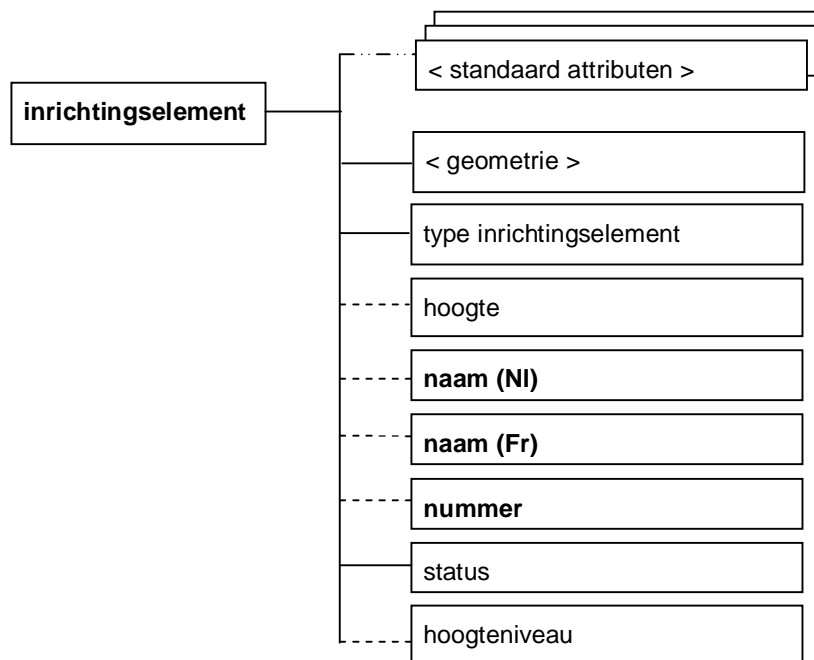 < standaard attributen >
inrichtingselement
< geometrie >
type inrichtingselement
hoogte
naam (Nl)
naam (Fr)
nummer
status
hoogteniveau